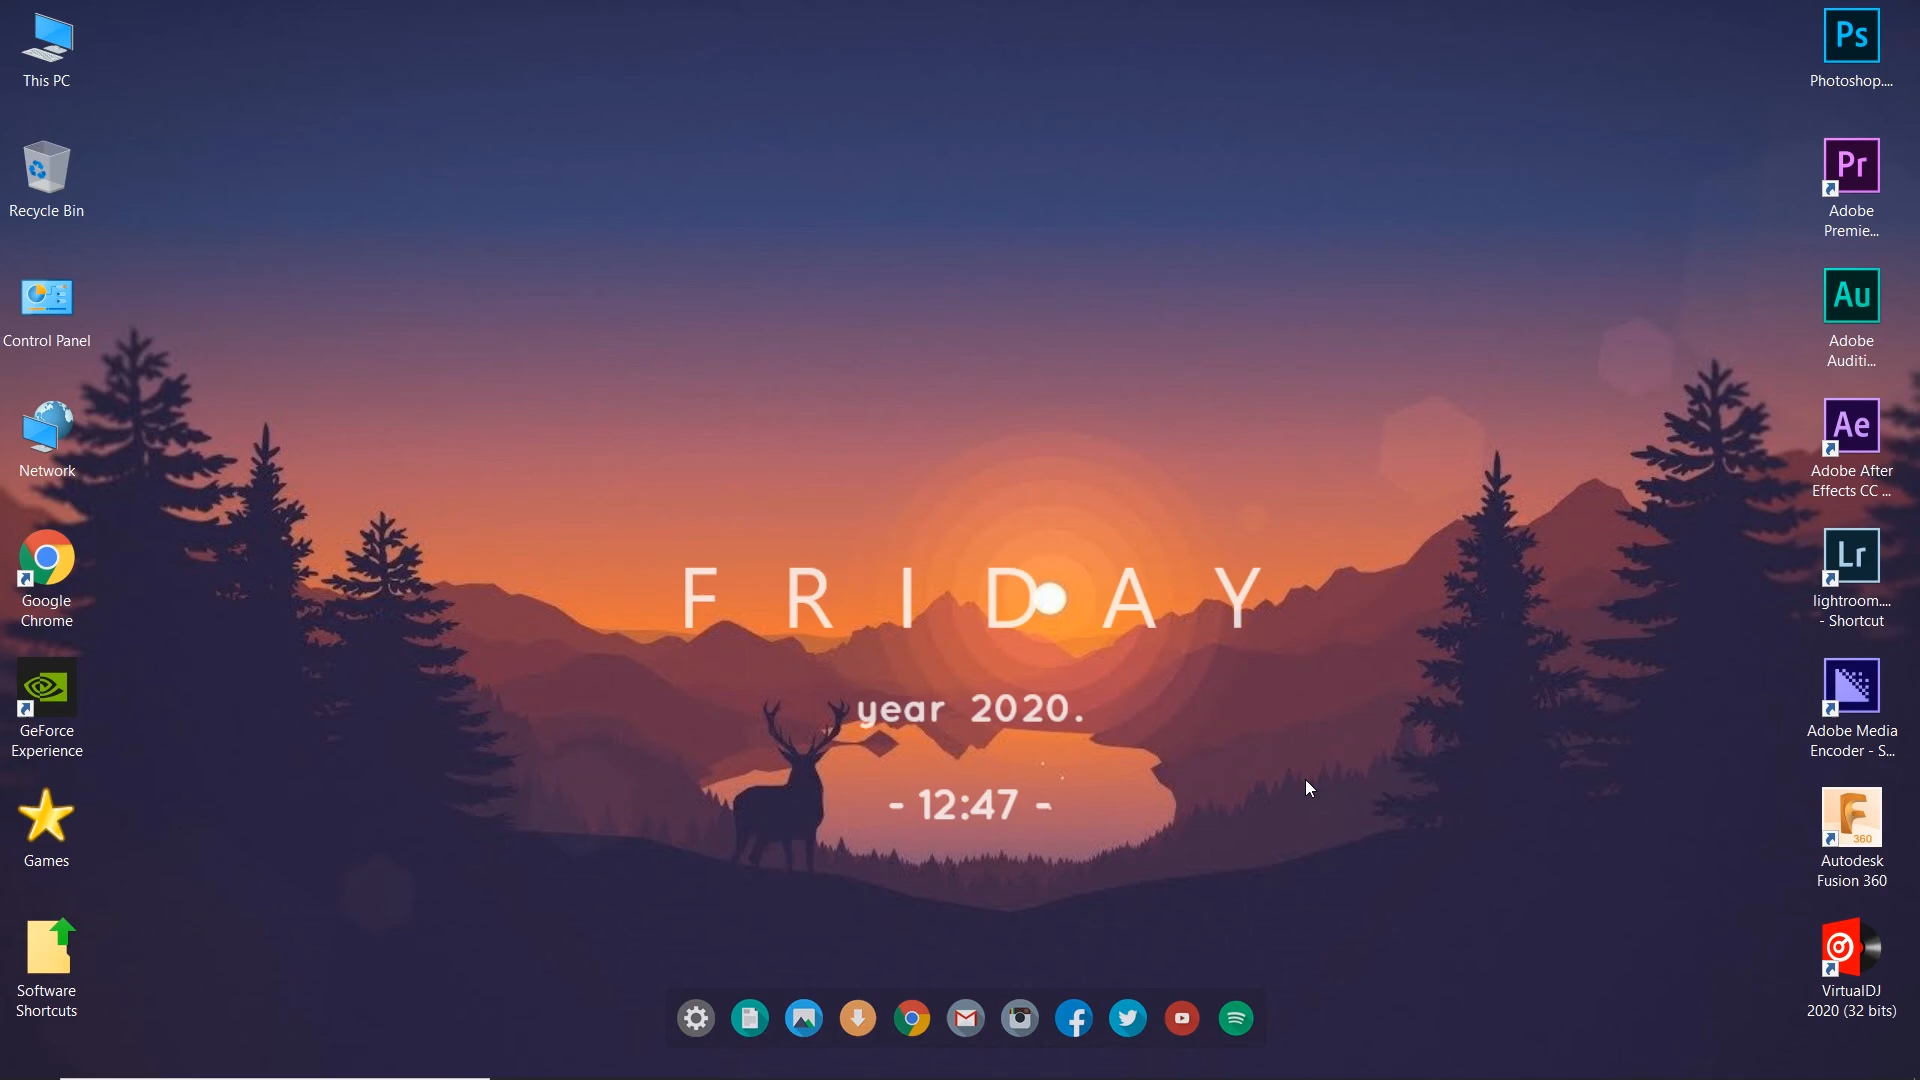 This PC
Recycle Bin
Control Panel
Network
Google
Chrome
GeForce
Experience
Games
Software
Shortcuts
F R I D A Y
year 2020.
- 12:47 -
Ps
Photoshop....
Pr
Adobe
Premie...
Au
Adobe
Auditi...
Ae
Adobe After
Effects CC ...
Lr
lightroom....
- Shortcut
Adobe Media
Encoder - S...
F
360
Autodesk
Fusion 360
VirtualDJ
2020 (32 bits)